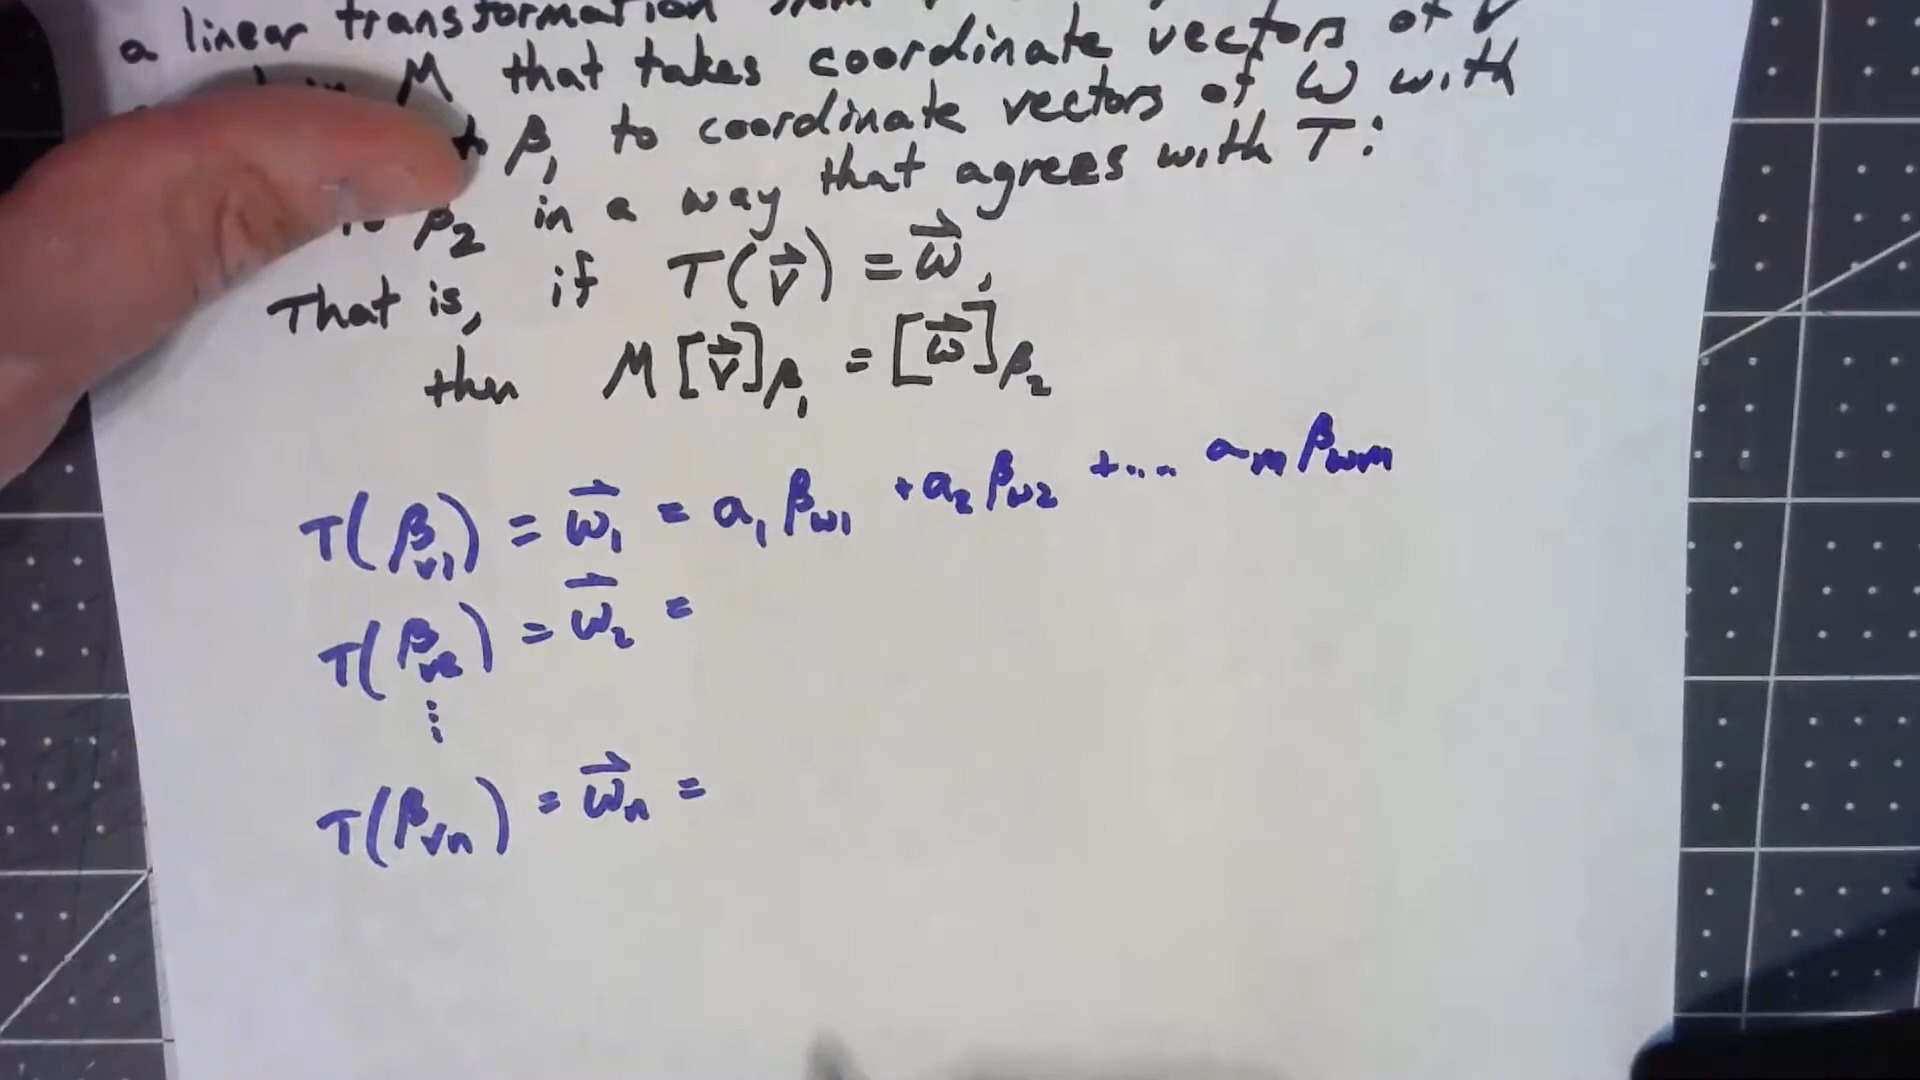 a linear transformation
M that takes coordinate vectors of V
to β₁ to coordinate vectors of W with
β₂ in a way that agrees with T:
That is, if T(v⃗) = w⃗,
then M[v⃗]β₁ = [w⃗]β₂
T(βv1) = w⃗₁ = a₁βw1 + a₂βw2 + ... amβwm
T(βv2) = w⃗₂ =
⋮
T(βvn) = w⃗n =